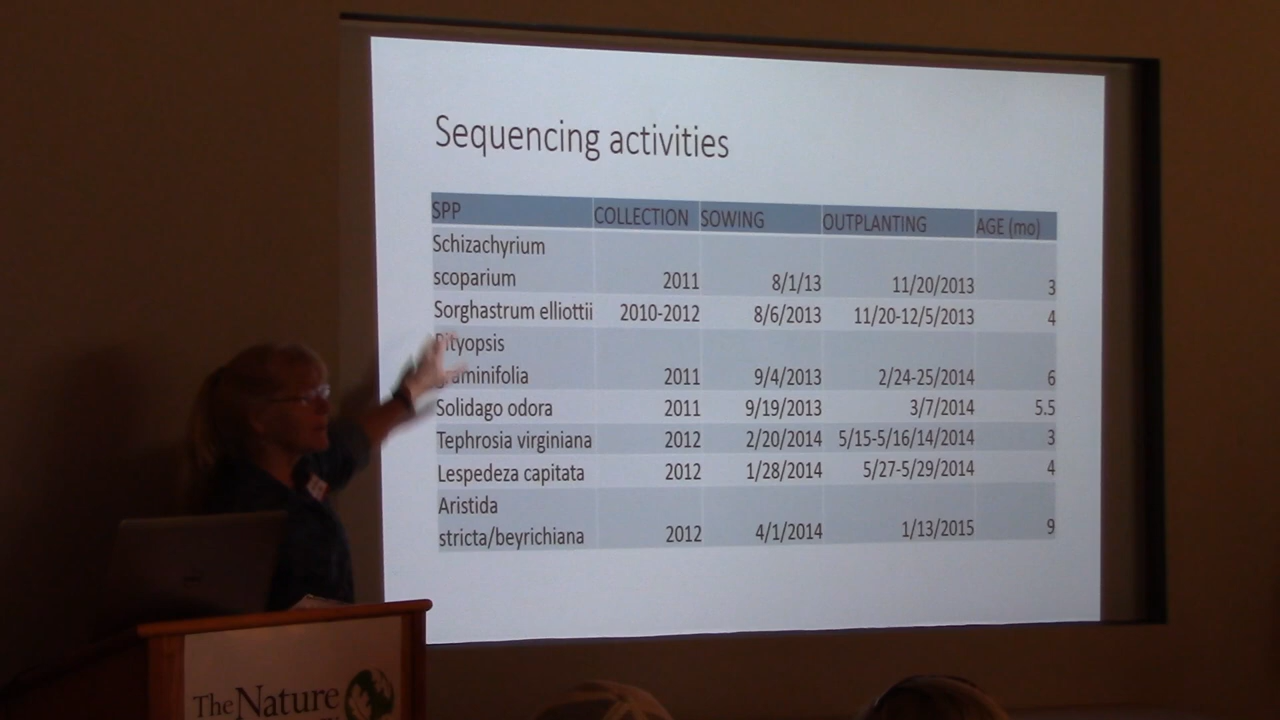 Sequencing activities
SPP COLLECTION SOWING OUTPLANTING AGE (mo)
Schizachyrium
scoparium 2011 8/1/13 11/20/2013 3
Sorghastrum elliottii 2010-2012 8/6/2013 11/20-12/5/2013 4
Pityopsis
graminifolia 2011 9/4/2013 2/24-25/2014 6
Solidago odora 2011 9/19/2013 3/7/2014 5.5
Tephrosia virginiana 2012 2/20/2014 5/15-5/16/14/2014 3
Lespedeza capitata 2012 1/28/2014 5/27-5/29/2014 4
Aristida
stricta/beyrichiana 2012 4/1/2014 1/13/2015 9
The Nature